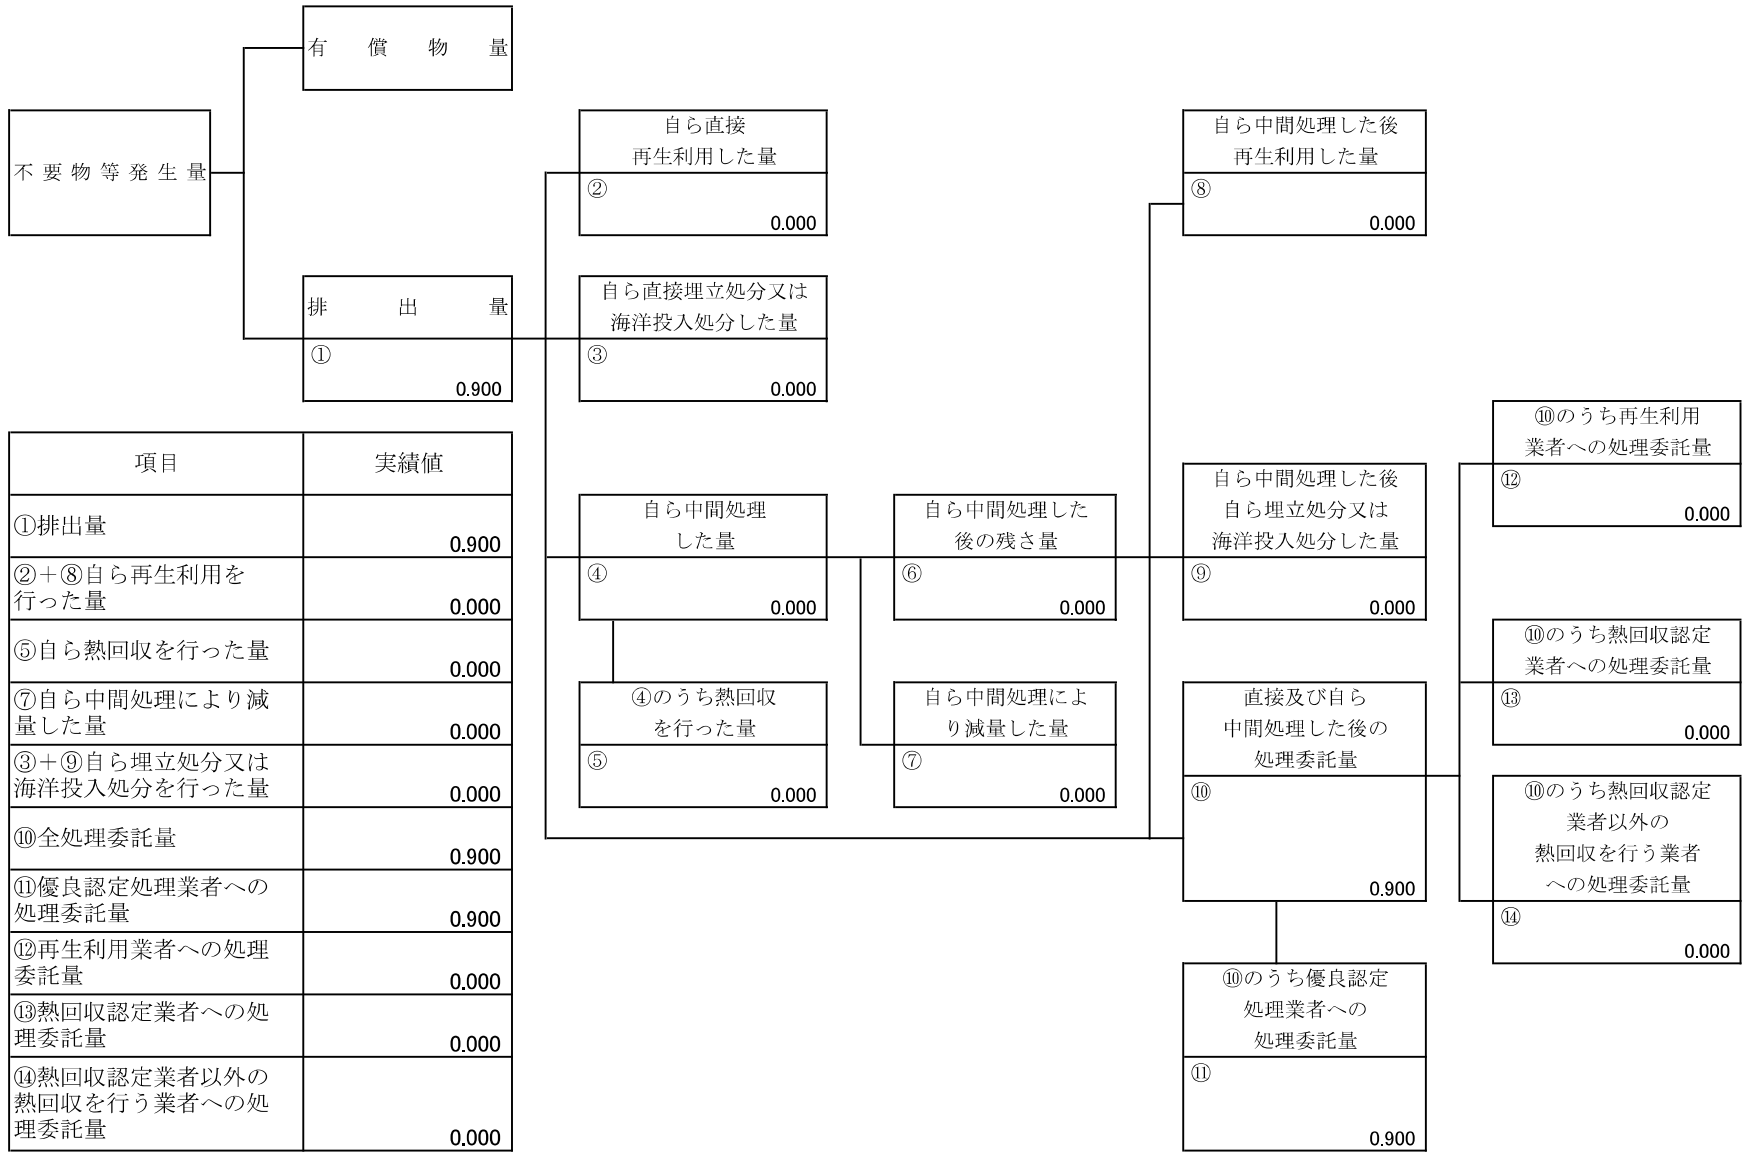 有償物量
不要物等発生量
排出量
①
0.900
自ら直接
再生利用した量
②
0.000
自ら直接埋立処分又は
海洋投入処分した量
③
0.000
自ら中間処理
した量
④
0.000
④のうち熱回収
を行った量
⑤
0.000
自ら中間処理した
後の残さ量
⑥
0.000
自ら中間処理によ
り減量した量
⑦
0.000
自ら中間処理した後
再生利用した量
⑧
0.000
自ら中間処理した後
自ら埋立処分又は
海洋投入処分した量
⑨
0.000
直接及び自ら
中間処理した後の
処理委託量
⑩
0.900
⑩のうち優良認定
処理業者への
処理委託量
⑪
0.900
⑩のうち再生利用
業者への処理委託量
⑫
0.000
⑩のうち熱回収認定
業者への処理委託量
⑬
0.000
⑩のうち熱回収認定
業者以外の
熱回収を行う業者
への処理委託量
⑭
0.000
項目 実績値
①排出量
0.900
②＋⑧自ら再生利用を
行った量
0.000
⑤自ら熱回収を行った量
0.000
⑦自ら中間処理により減
量した量
0.000
③＋⑨自ら埋立処分又は
海洋投入処分を行った量
0.000
⑩全処理委託量
0.900
⑪優良認定処理業者への
処理委託量
0.900
⑫再生利用業者への処理
委託量
0.000
⑬熱回収認定業者への処
理委託量
0.000
⑭熱回収認定業者以外の
熱回収を行う業者への処
理委託量
0.000